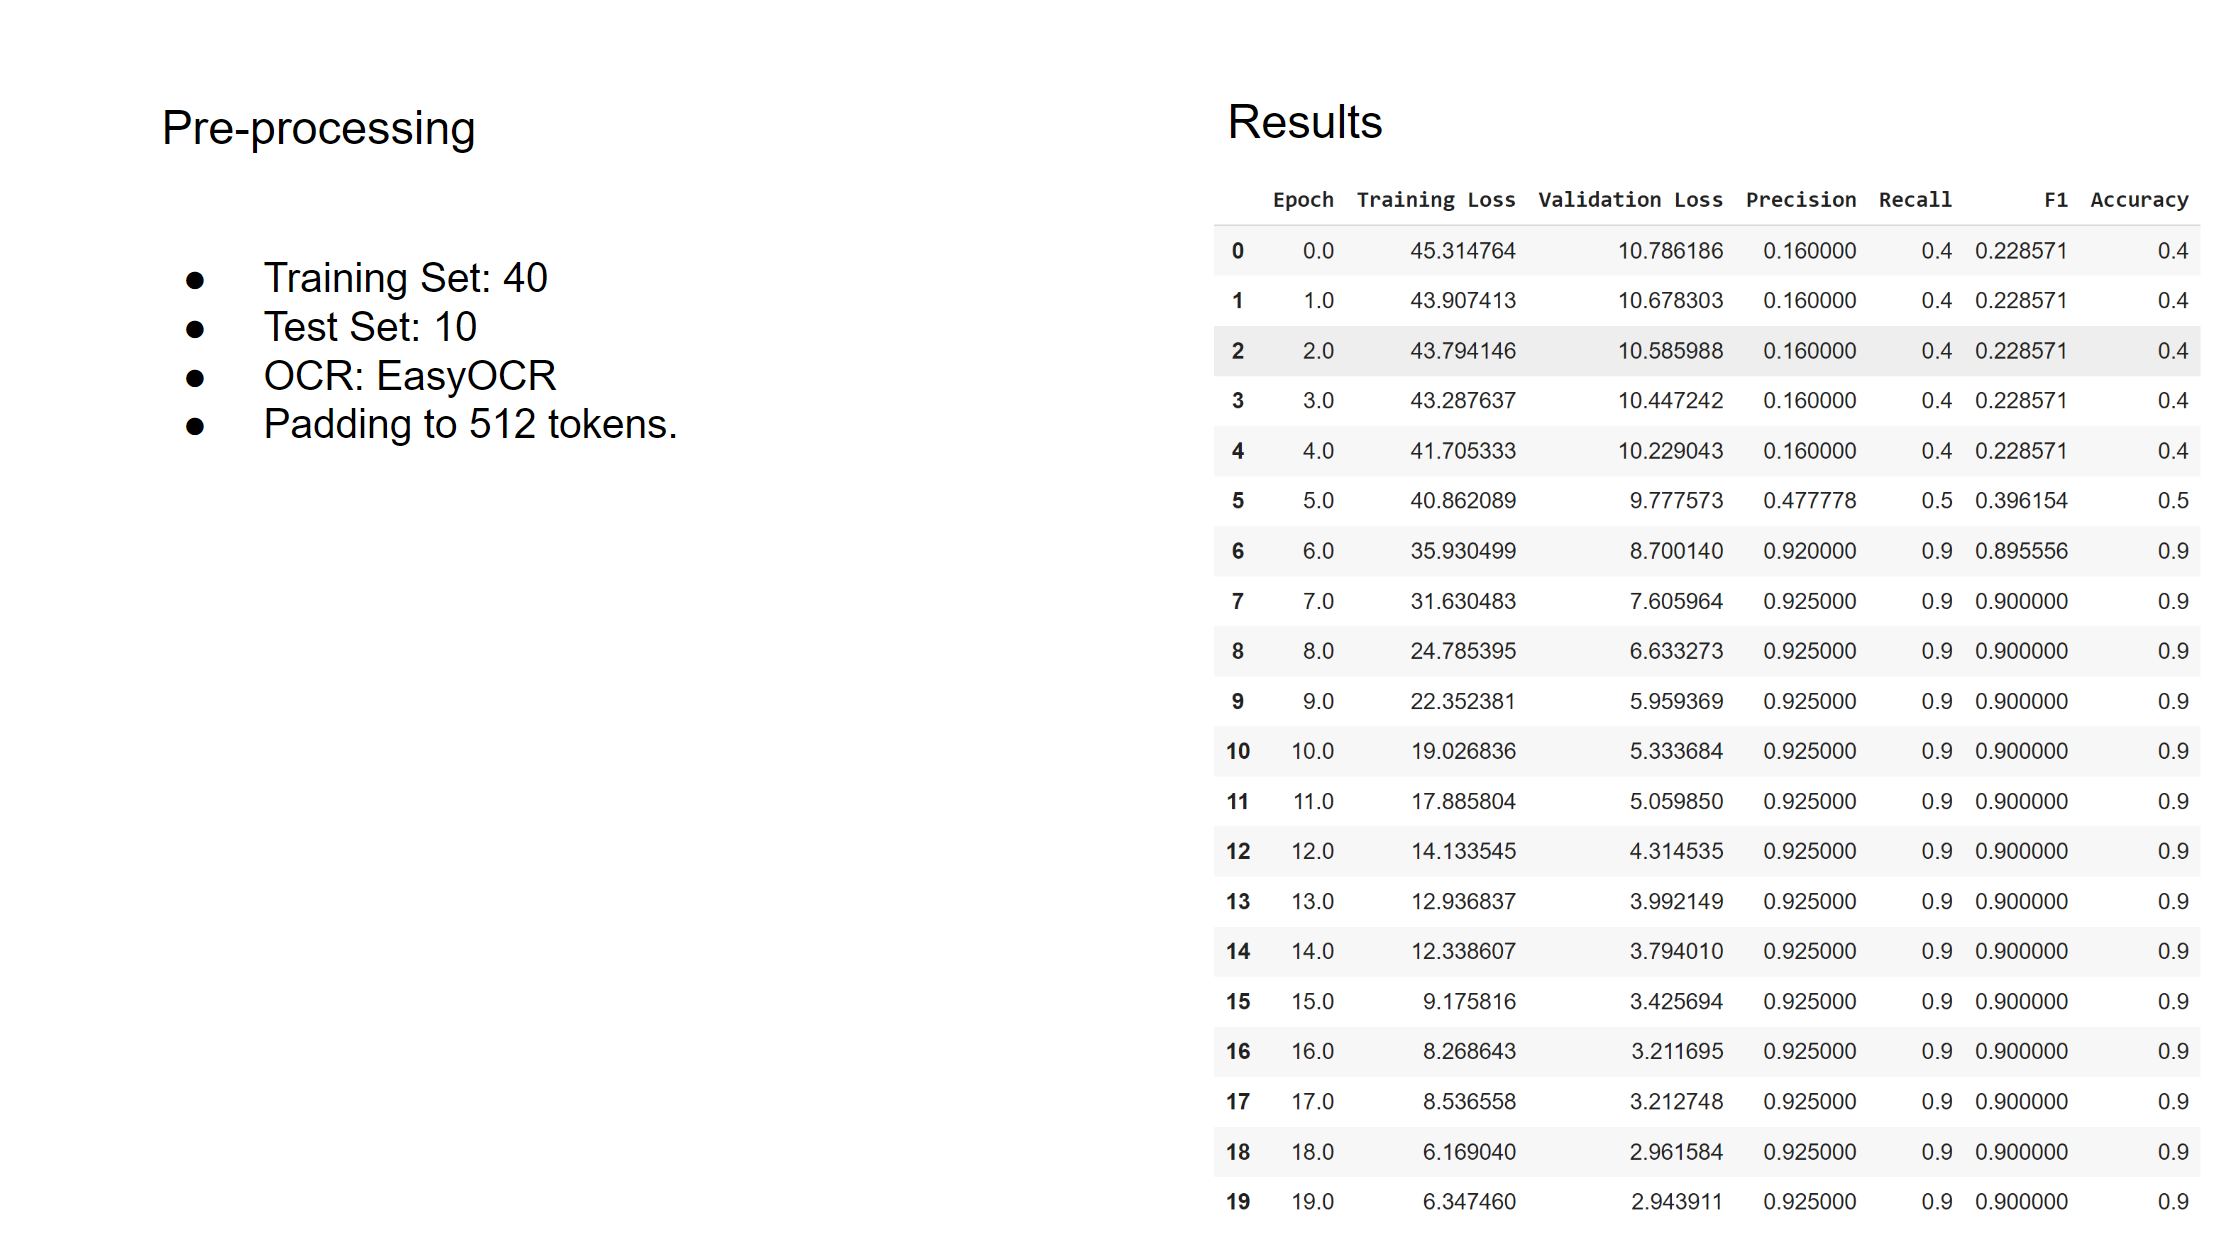 Pre-processing
● Training Set: 40
● Test Set: 10
● OCR: EasyOCR
● Padding to 512 tokens.
Results
Epoch Training Loss Validation Loss Precision Recall F1 Accuracy
0 0.0 45.314764 10.786186 0.160000 0.4 0.228571 0.4
1 1.0 43.907413 10.678303 0.160000 0.4 0.228571 0.4
2 2.0 43.794146 10.585988 0.160000 0.4 0.228571 0.4
3 3.0 43.287637 10.447242 0.160000 0.4 0.228571 0.4
4 4.0 41.705333 10.229043 0.160000 0.4 0.228571 0.4
5 5.0 40.862089 9.777573 0.477778 0.5 0.396154 0.5
6 6.0 35.930499 8.700140 0.920000 0.9 0.895556 0.9
7 7.0 31.630483 7.605964 0.925000 0.9 0.900000 0.9
8 8.0 24.785395 6.633273 0.925000 0.9 0.900000 0.9
9 9.0 22.352381 5.959369 0.925000 0.9 0.900000 0.9
10 10.0 19.026836 5.333684 0.925000 0.9 0.900000 0.9
11 11.0 17.885804 5.059850 0.925000 0.9 0.900000 0.9
12 12.0 14.133545 4.314535 0.925000 0.9 0.900000 0.9
13 13.0 12.936837 3.992149 0.925000 0.9 0.900000 0.9
14 14.0 12.338607 3.794010 0.925000 0.9 0.900000 0.9
15 15.0 9.175816 3.425694 0.925000 0.9 0.900000 0.9
16 16.0 8.268643 3.211695 0.925000 0.9 0.900000 0.9
17 17.0 8.536558 3.212748 0.925000 0.9 0.900000 0.9
18 18.0 6.169040 2.961584 0.925000 0.9 0.900000 0.9
19 19.0 6.347460 2.943911 0.925000 0.9 0.900000 0.9